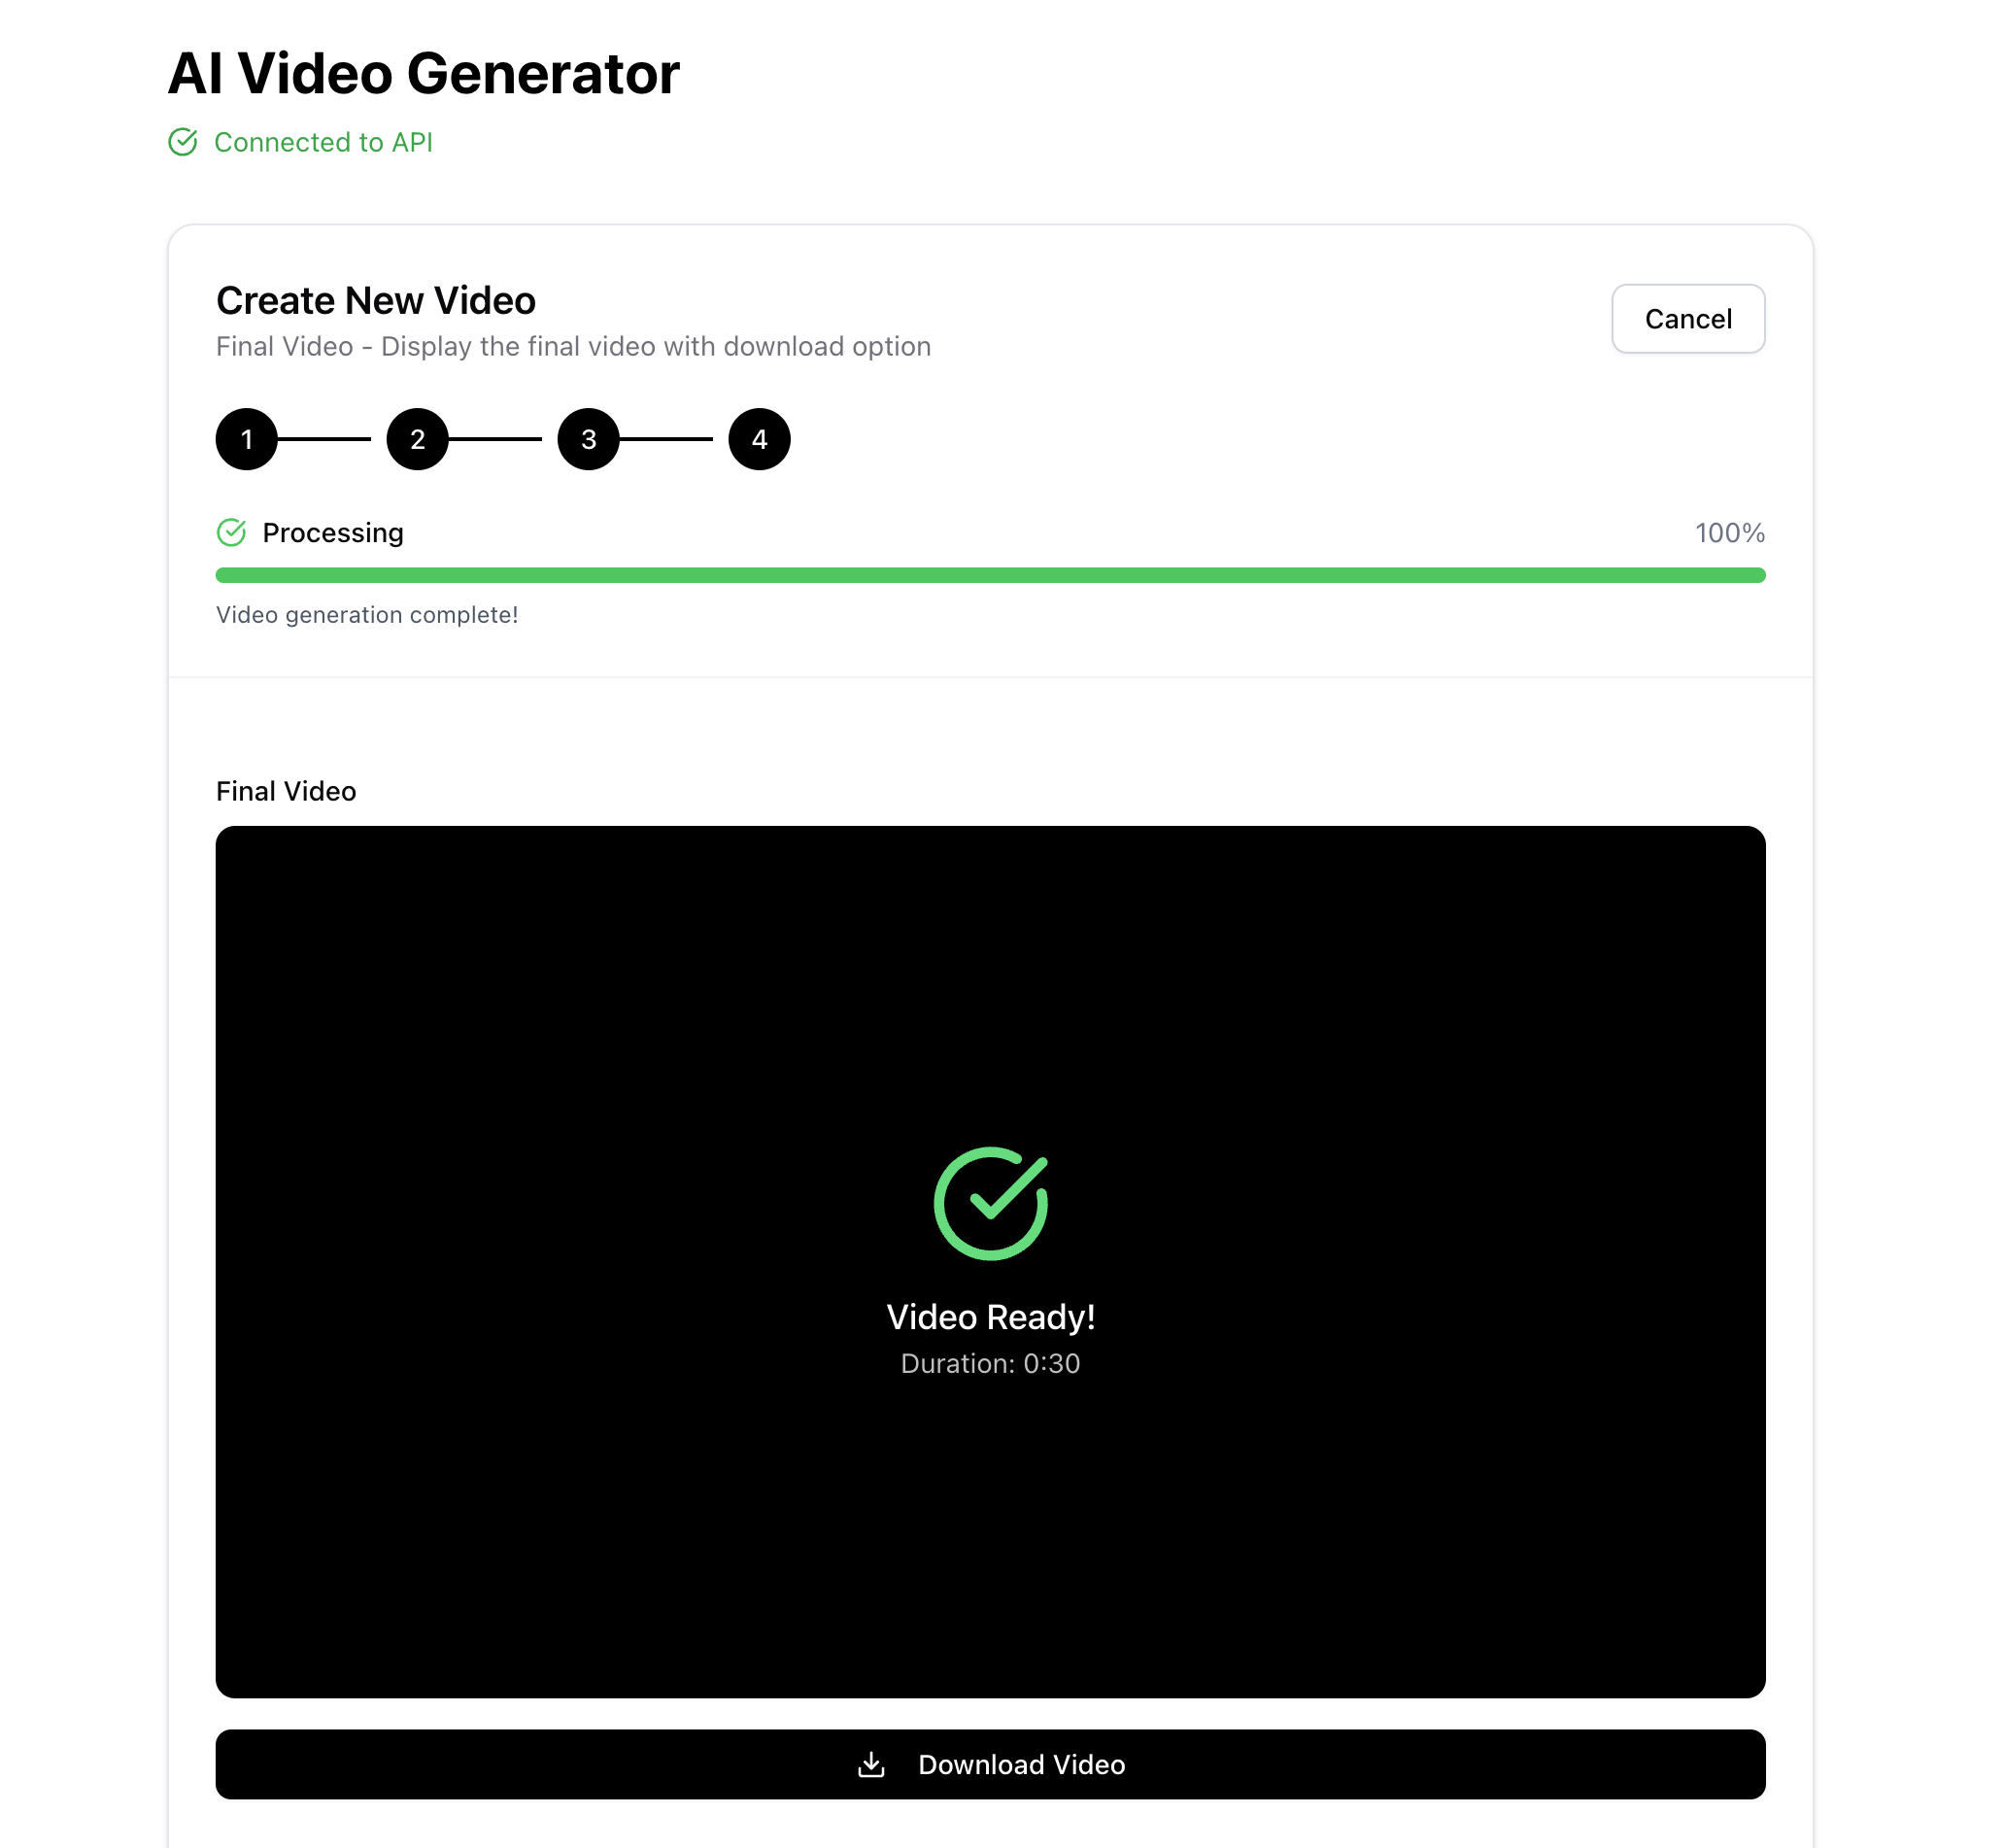 AI Video Generator
Connected to API
Create New Video
Cancel
Final Video - Display the final video with download option
1 2 3 4
Processing 100%
Video generation complete!
Final Video
Video Ready!
Duration: 0:30
Download Video